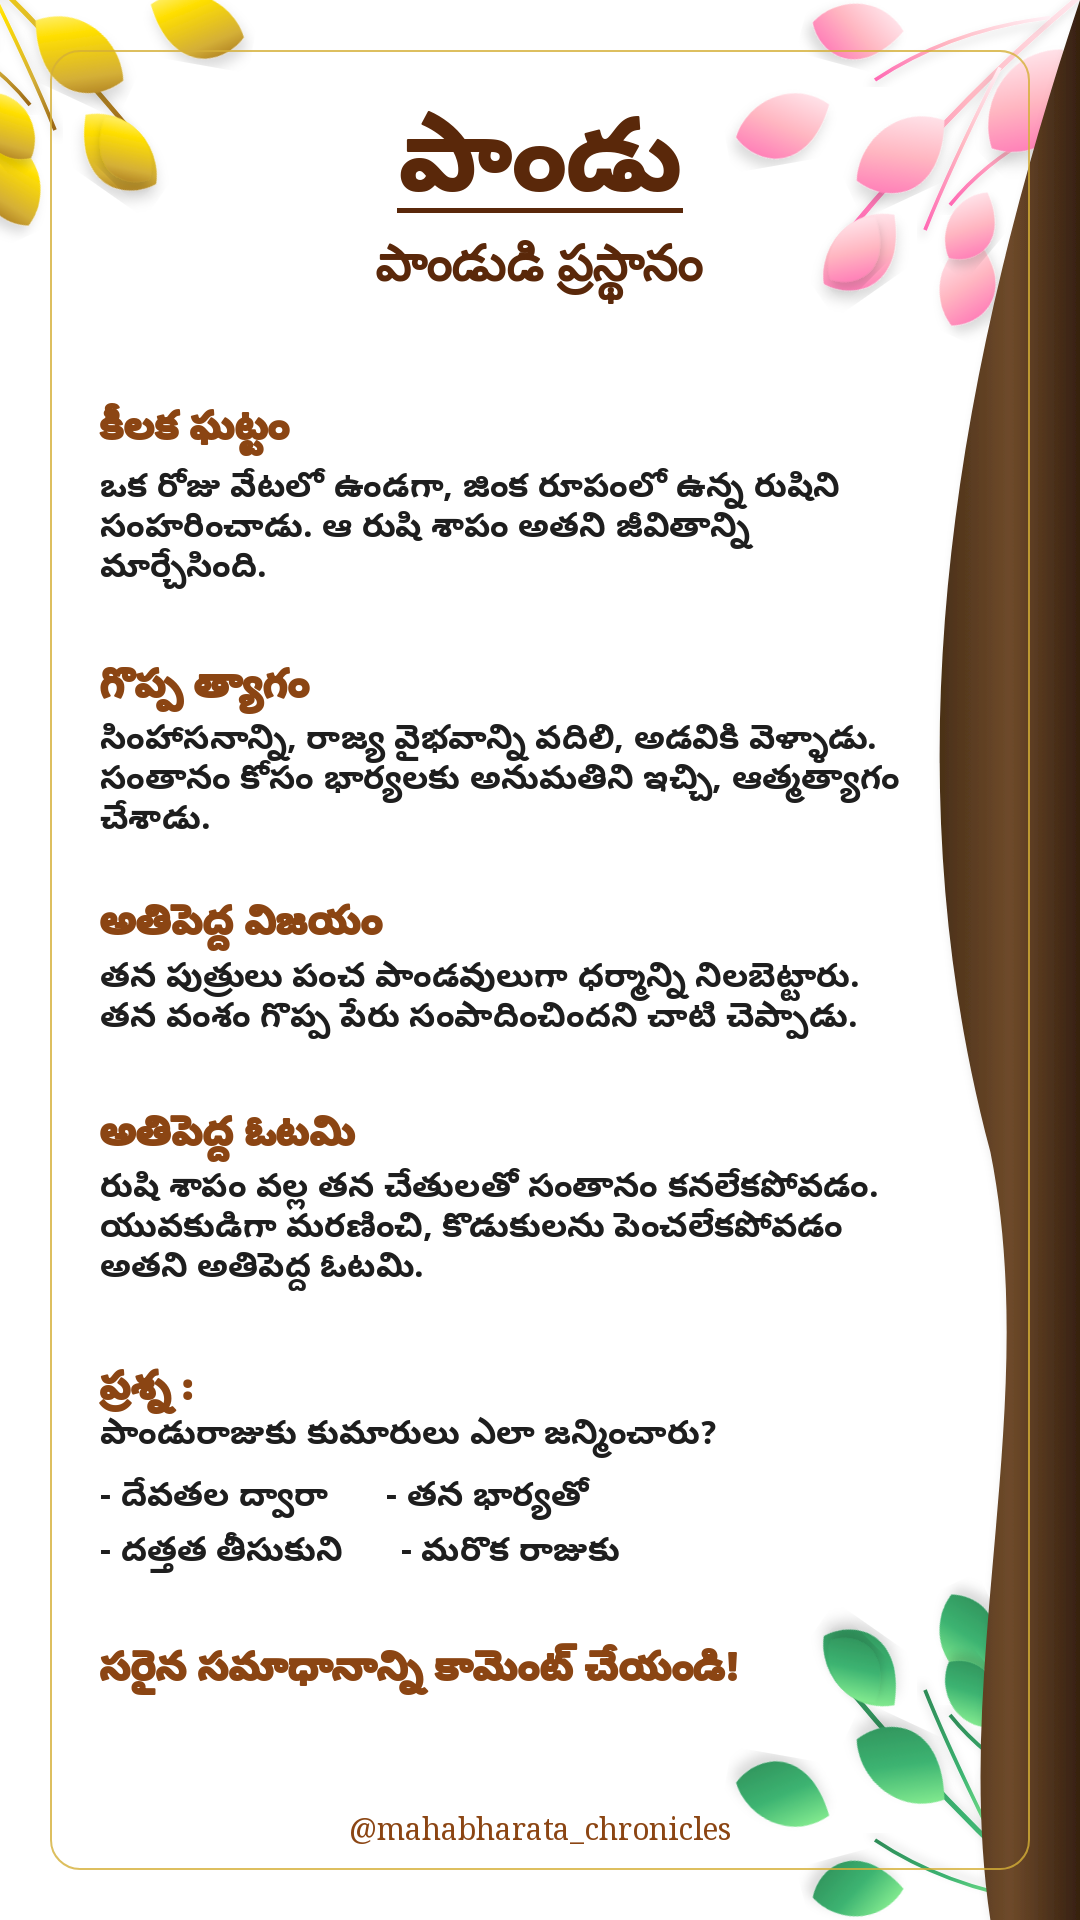 పాండు
పాండుడి ప్రస్థానం
కీలక ఘట్టం
ఒక రోజు వేటలో ఉండగా, జింక రూపంలో ఉన్న రుషిని
సంహరించాడు. ఆ రుషి శాపం అతని జీవితాన్ని
మార్చేసింది.
గొప్ప త్యాగం
సింహాసనాన్ని, రాజ్య వైభవాన్ని వదిలి, అడవికి వెళ్ళాడు.
సంతానం కోసం భార్యలకు అనుమతిని ఇచ్చి, ఆత్మత్యాగం
చేశాడు.
అతిపెద్ద విజయం
తన పుత్రులు పంచ పాండవులుగా ధర్మాన్ని నిలబెట్టారు.
తన వంశం గొప్ప పేరు సంపాదించిందని చాటి చెప్పాడు.
అతిపెద్ద ఓటమి
రుషి శాపం వల్ల తన చేతులతో సంతానం కనలేకపోవడం.
యువకుడిగా మరణించి, కొడుకులను పెంచలేకపోవడం
అతని అతిపెద్ద ఓటమి.
ప్రశ్న :
పాండురాజుకు కుమారులు ఎలా జన్మించారు?
- దేవతల ద్వారా - తన భార్యతో
- దత్తత తీసుకుని - మరొక రాజుకు
సరైన సమాధానాన్ని కామెంట్ చేయండి!
@mahabharata_chronicles